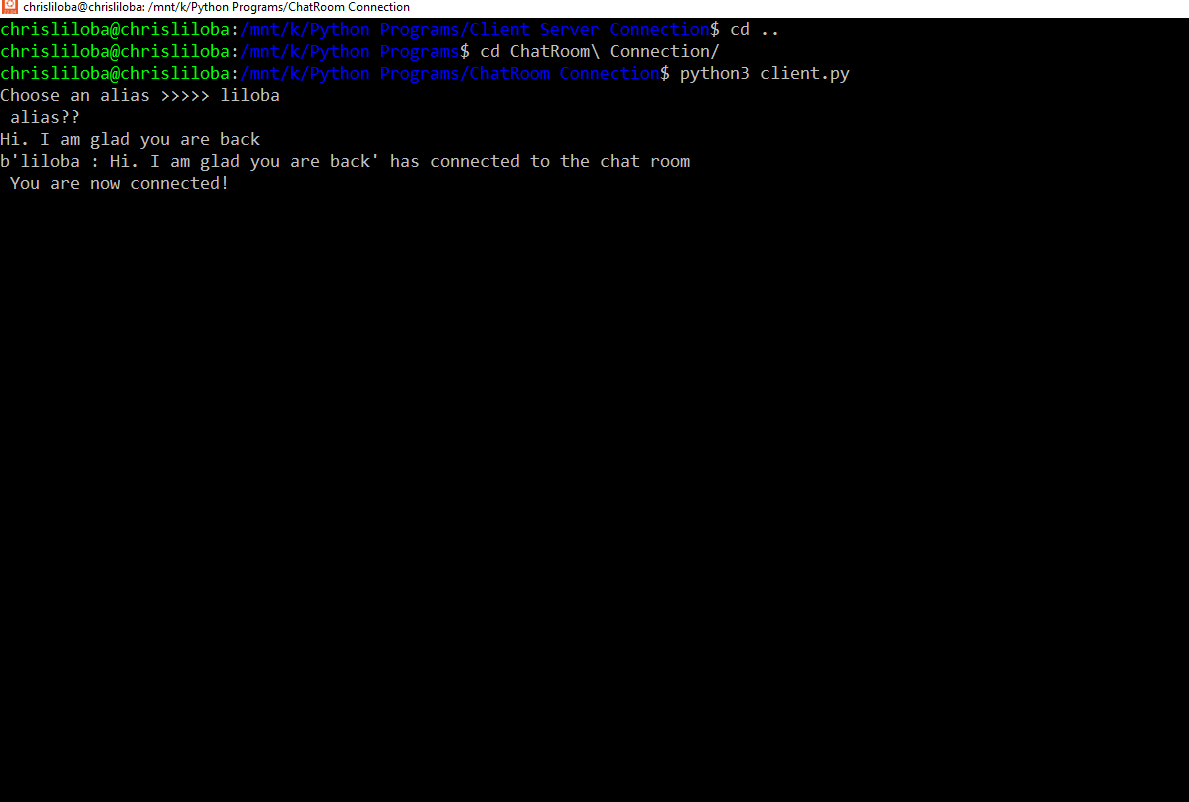 chrisliloba@chrisliloba: /mnt/k/Python Programs/ChatRoom Connection
chrisliloba@chrisliloba:/mnt/k/Python Programs/Client Server Connection$ cd ..
chrisliloba@chrisliloba:/mnt/k/Python Programs$ cd ChatRoom\ Connection/
chrisliloba@chrisliloba:/mnt/k/Python Programs/ChatRoom Connection$ python3 client.py
Choose an alias >>>>> liloba
 alias??
Hi. I am glad you are back
b'liloba : Hi. I am glad you are back' has connected to the chat room
 You are now connected!